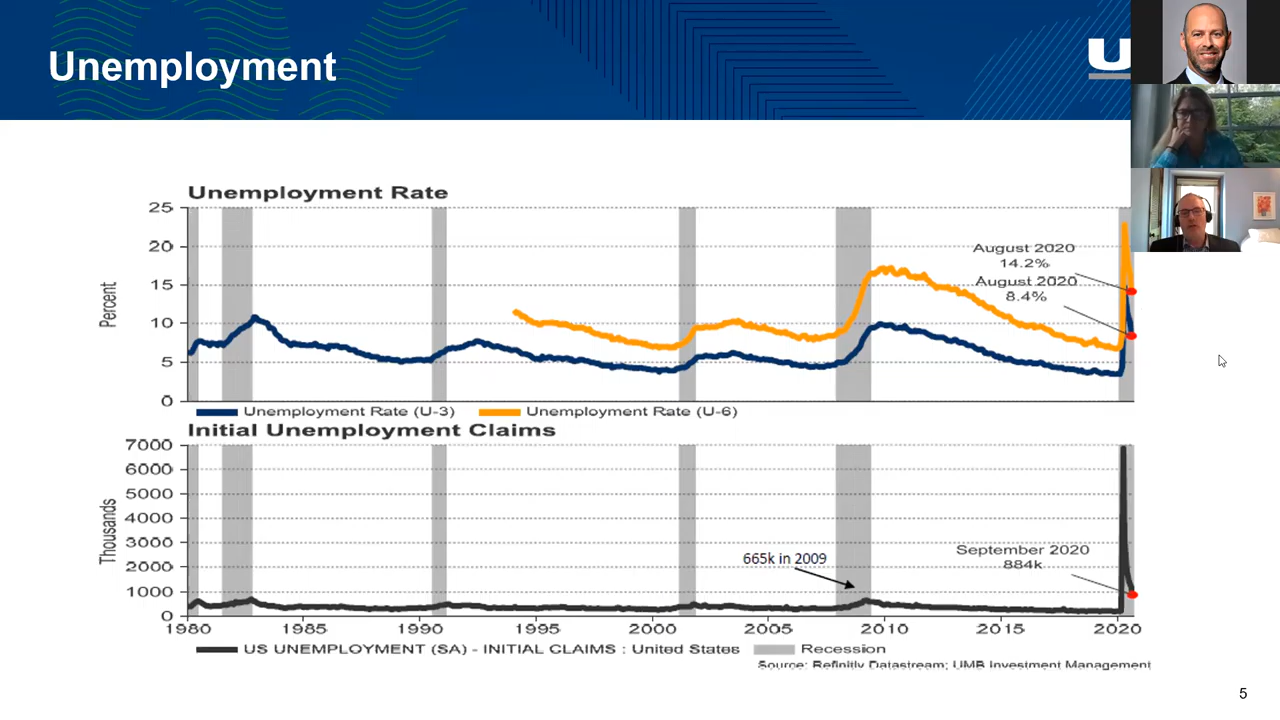 Unemployment
U
Unemployment Rate
25
20
15
10
5
0
Percent
August 2020
14.2%
August 2020
8.4%
Unemployment Rate (U-3)
Unemployment Rate (U-6)
Initial Unemployment Claims
7000
6000
5000
4000
3000
2000
1000
0
Thousands
665k in 2009
September 2020
884k
1980
1985
1990
1995
2000
2005
2010
2015
2020
US UNEMPLOYMENT (SA) - INITIAL CLAIMS : United States
Recession
Source: Refinitiv Datastream; UMB Investment Management
5